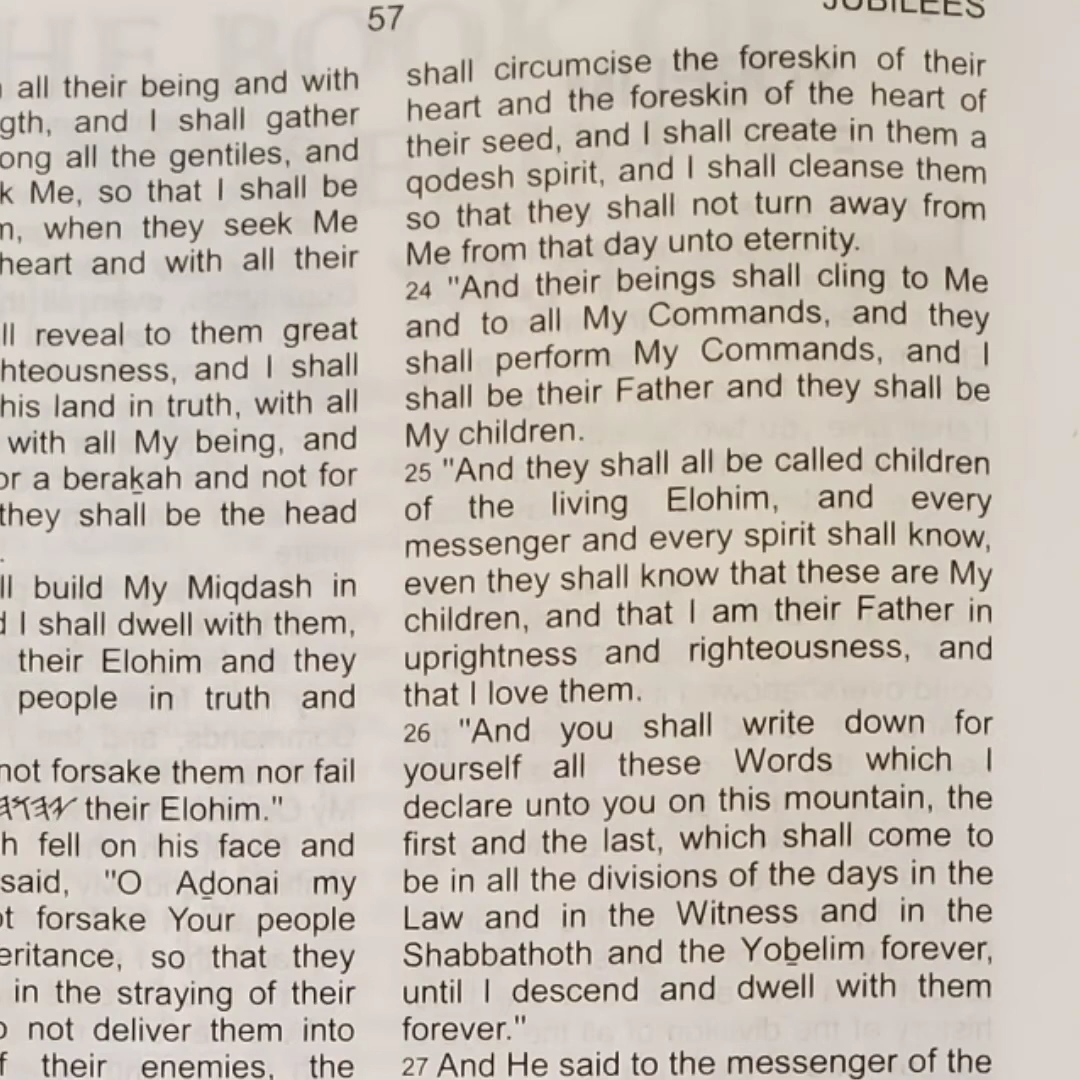 57
JUBILEES
all their being and with
and I shall gather
all the gentiles, and
Me, so that I shall be
when they seek Me
heart and with all their
reveal to them great
and I shall
land in truth, with all
with all My being, and
a beraḵah and not for
they shall be the head
build My Miqdash in
I shall dwell with them,
their Elohim and they
people in truth and
not forsake them nor fail
𐤉𐤄𐤅𐤄 their Elohim."
fell on his face and
said, "O Aḏonai my
forsake Your people
so that they
in the straying of their
not deliver them into
their enemies, the
shall circumcise the foreskin of their
heart and the foreskin of the heart of
their seed, and I shall create in them a
qodesh spirit, and I shall cleanse them
so that they shall not turn away from
Me from that day unto eternity.
24 "And their beings shall cling to Me
and to all My Commands, and they
shall perform My Commands, and I
shall be their Father and they shall be
My children.
25 "And they shall all be called children
of the living Elohim, and every
messenger and every spirit shall know,
even they shall know that these are My
children, and that I am their Father in
uprightness and righteousness, and
that I love them.
26 "And you shall write down for
yourself all these Words which I
declare unto you on this mountain, the
first and the last, which shall come to
be in all the divisions of the days in the
Law and in the Witness and in the
Shabbathoth and the Yoḇelim forever,
until I descend and dwell with them
forever."
27 And He said to the messenger of the